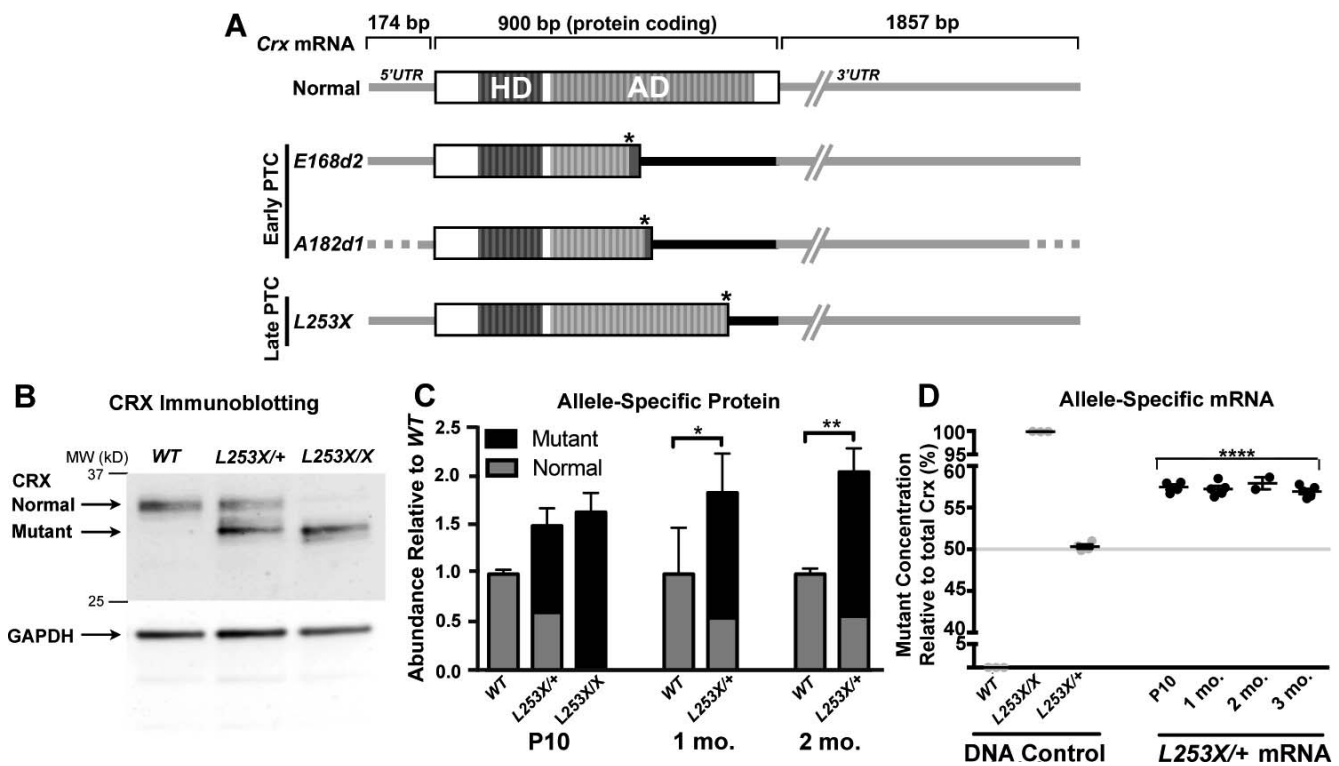 A
174 bp
900 bp (protein coding)
1857 bp
Crx mRNA
Normal
5'UTR
HD
AD
3'UTR
Early PTC
E168d2
*
A182d1
*
Late PTC
L253X
*
B
CRX Immunoblotting
MW (kD)
WT
L253X/+
L253X/X
37
CRX
Normal
Mutant
25
GAPDH
C
Allele-Specific Protein
Abundance Relative to WT
2.5
2.0
1.5
1.0
0.5
0.0
Mutant
Normal
*
**
WT
L253X/+
L253X/X
WT
L253X/+
WT
L253X/+
P10
1 mo.
2 mo.
D
Allele-Specific mRNA
Mutant Concentration
Relative to total Crx (%)
100
95
60
55
50
45
40
5
****
WT
L253X/X
L253X/+
P10
1 mo.
2 mo.
3 mo.
DNA Control
L253X/+ mRNA